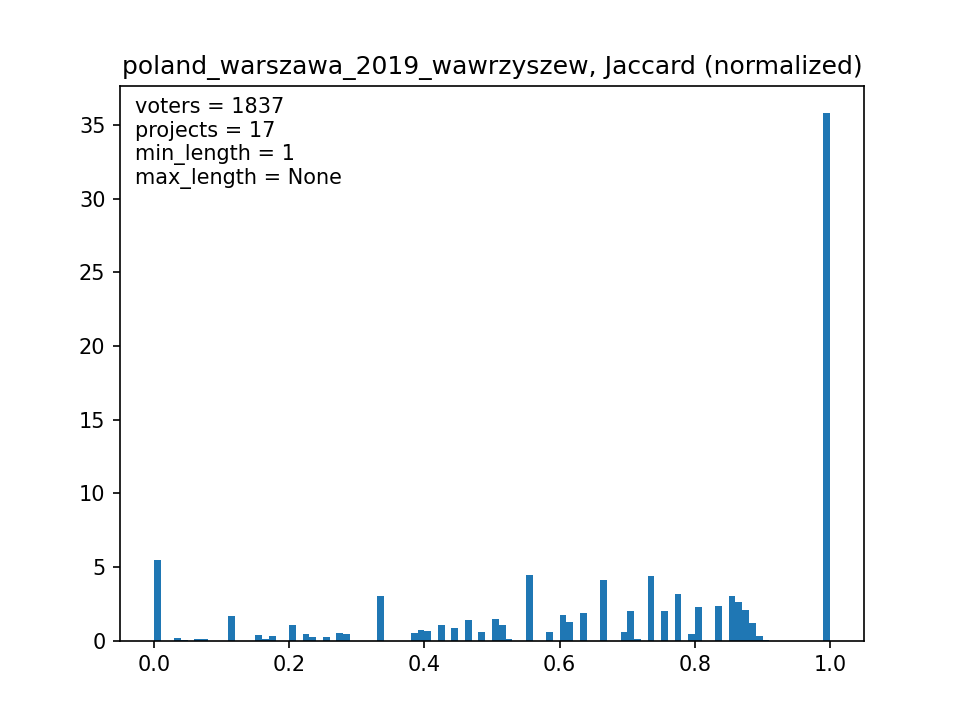 poland_warszawa_2019_wawrzyszew, Jaccard (normalized)
voters = 1837
projects = 17
min_length = 1
max_length = None
35
30
25
20
15
10
5
0
0.0 0.2 0.4 0.6 0.8 1.0